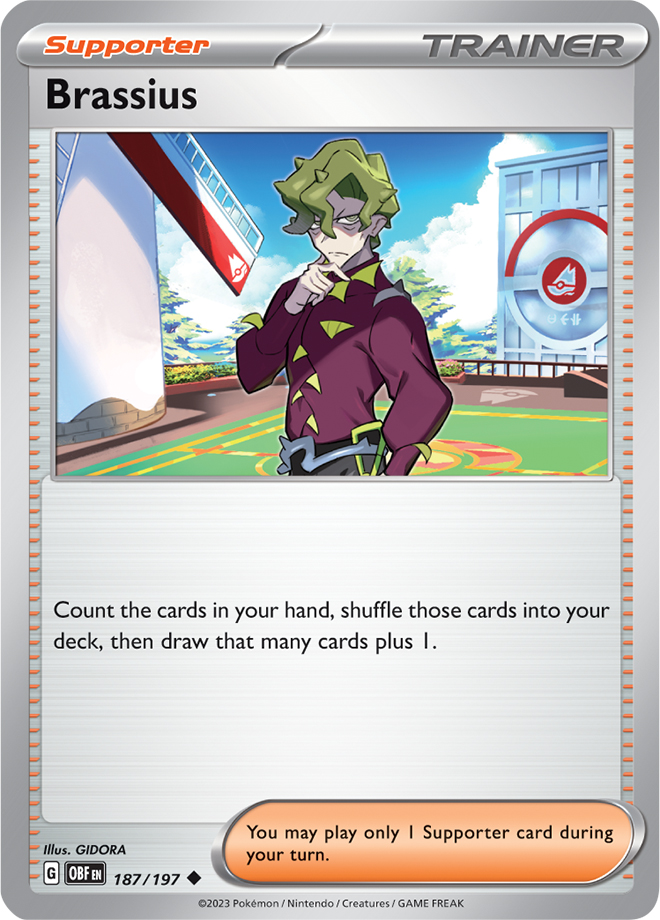 Supporter
TRAINER
Brassius
Count the cards in your hand, shuffle those cards into your
deck, then draw that many cards plus 1.
You may play only 1 Supporter card during
your turn.
Illus. GIDORA
G OBF EN 187/197 ◆
©2023 Pokémon / Nintendo / Creatures / GAME FREAK